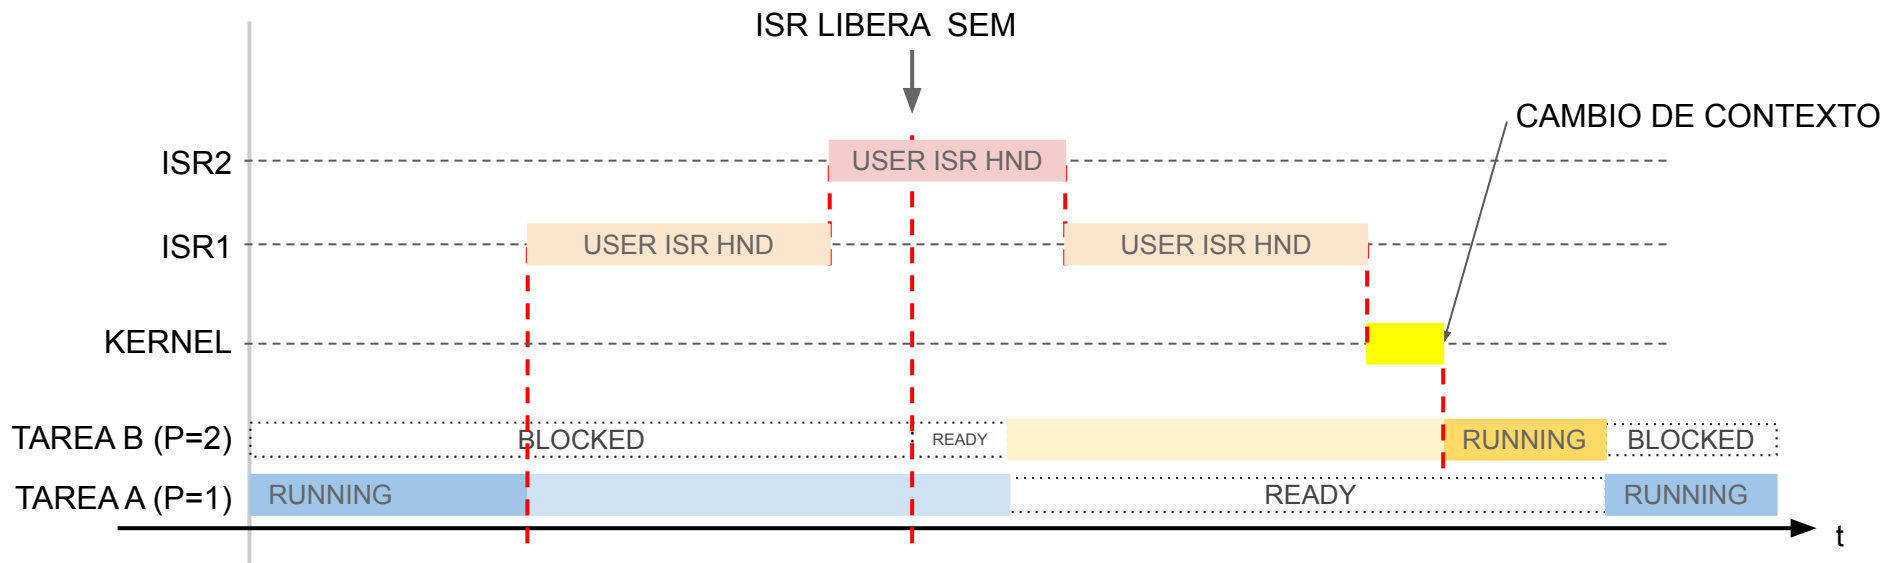 ISR LIBERA SEM
CAMBIO DE CONTEXTO
ISR2
USER ISR HND
ISR1
USER ISR HND
USER ISR HND
KERNEL
TAREA B (P=2)
BLOCKED
READY
RUNNING
BLOCKED
TAREA A (P=1)
RUNNING
READY
RUNNING
t